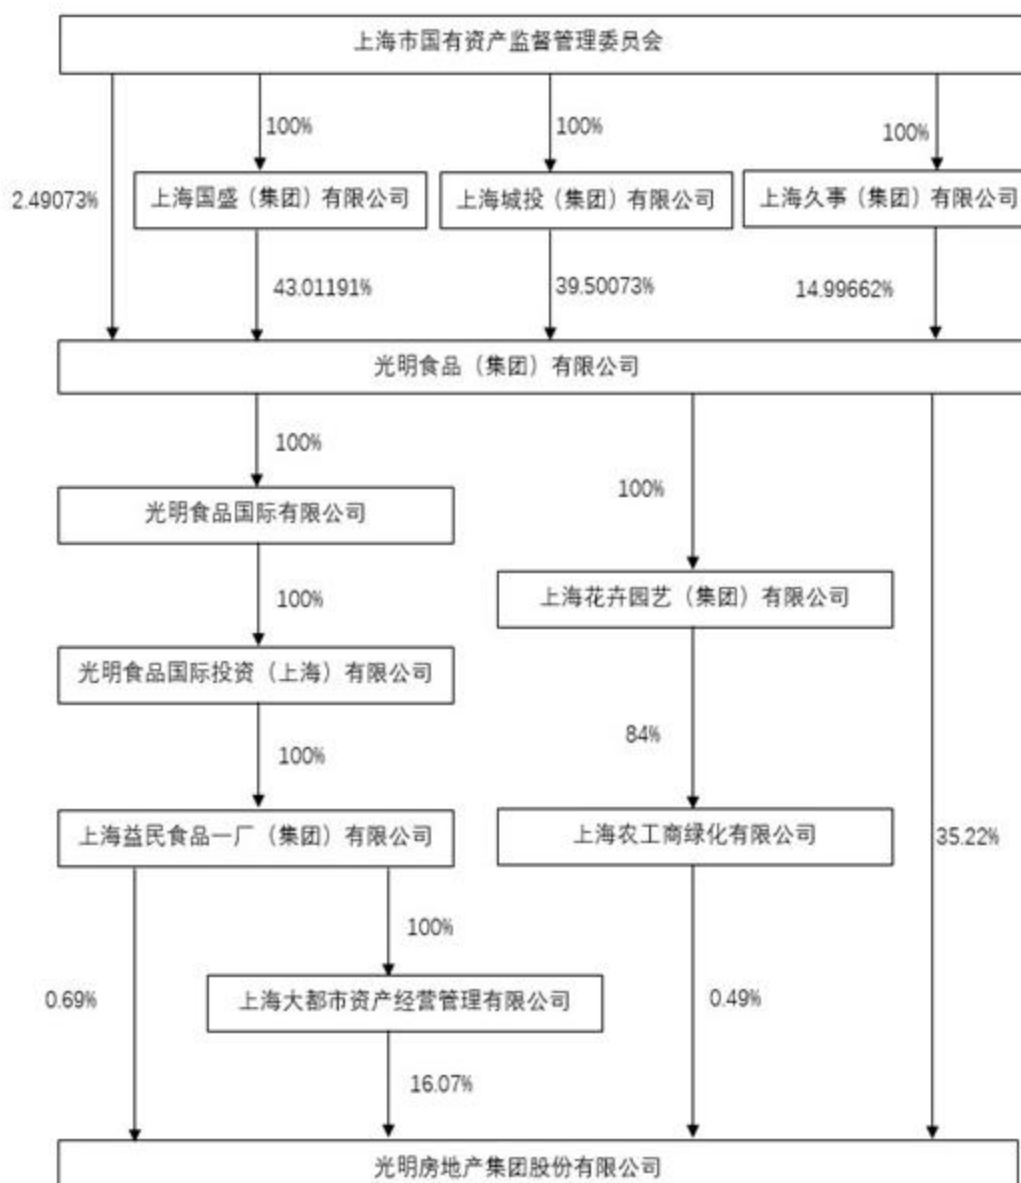 上海市国有资产监督管理委员会
100%
100%
100%
2.49073%
上海国盛（集团）有限公司
上海城投（集团）有限公司
上海久事（集团）有限公司
43.01191%
39.50073%
14.99662%
光明食品（集团）有限公司
100%
100%
光明食品国际有限公司
100%
上海花卉园艺（集团）有限公司
光明食品国际投资（上海）有限公司
84%
100%
上海益民食品一厂（集团）有限公司
上海农工商绿化有限公司
35.22%
100%
0.69%
上海大都市资产经营管理有限公司
0.49%
16.07%
光明房地产集团股份有限公司